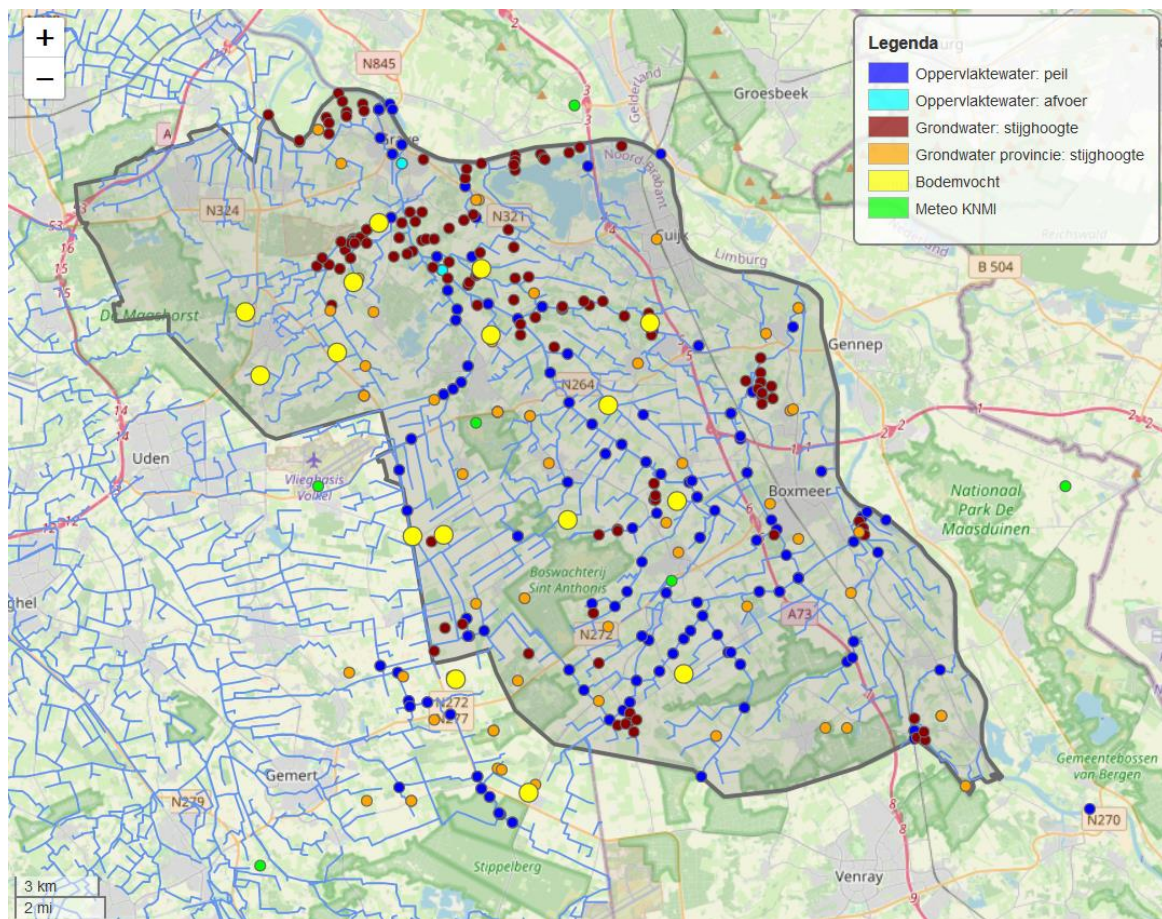 +
−
N845
Groesbeek
Gelderland
Noord Brabant
A
N324
N321
Cuijk
Limburg
Nederland
Reichswald
B 504
De Maashorst
Gennep
N264
Uden
Vliegbasis
Volkel
Boxmeer
Nationaal
Park De
Maasduinen
Boswachterij
Sint Anthonis
N272
A73
N272
N277
Gemert
N279
Stippelberg
Gemeentebossen
van Bergen
N270
Venray
3 km
2 mi
Legenda
Oppervlaktewater: peil
Oppervlaktewater: afvoer
Grondwater: stijghoogte
Grondwater provincie: stijghoogte
Bodemvocht
Meteo KNMI